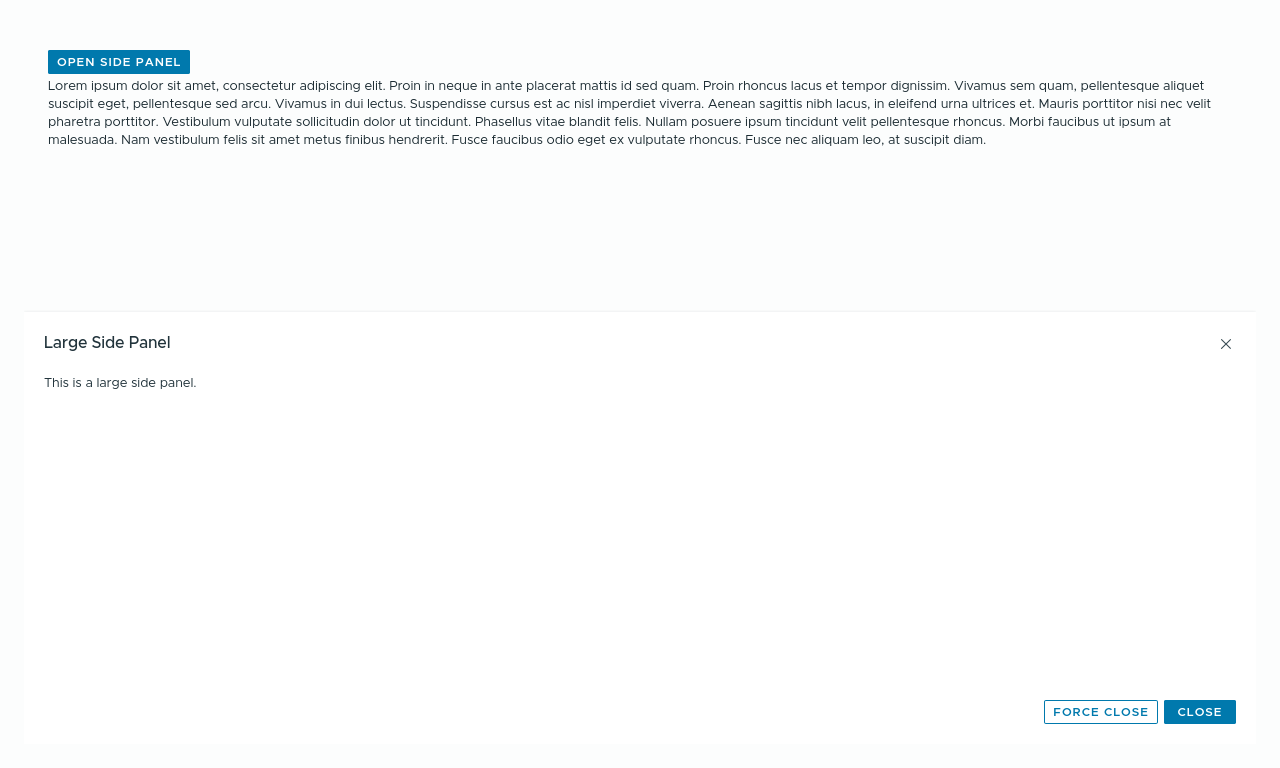 OPEN SIDE PANEL
Lorem ipsum dolor sit amet, consectetur adipiscing elit. Proin in neque in ante placerat mattis id sed quam. Proin rhoncus lacus et tempor dignissim. Vivamus sem quam, pellentesque aliquet
suscipit eget, pellentesque sed arcu. Vivamus in dui lectus. Suspendisse cursus est ac nisl imperdiet viverra. Aenean sagittis nibh lacus, in eleifend urna ultrices et. Mauris porttitor nisi nec velit
pharetra porttitor. Vestibulum vulputate sollicitudin dolor ut tincidunt. Phasellus vitae blandit felis. Nullam posuere ipsum tincidunt velit pellentesque rhoncus. Morbi faucibus ut ipsum at
malesuada. Nam vestibulum felis sit amet metus finibus hendrerit. Fusce faucibus odio eget ex vulputate rhoncus. Fusce nec aliquam leo, at suscipit diam.
Large Side Panel
This is a large side panel.
FORCE CLOSE
CLOSE